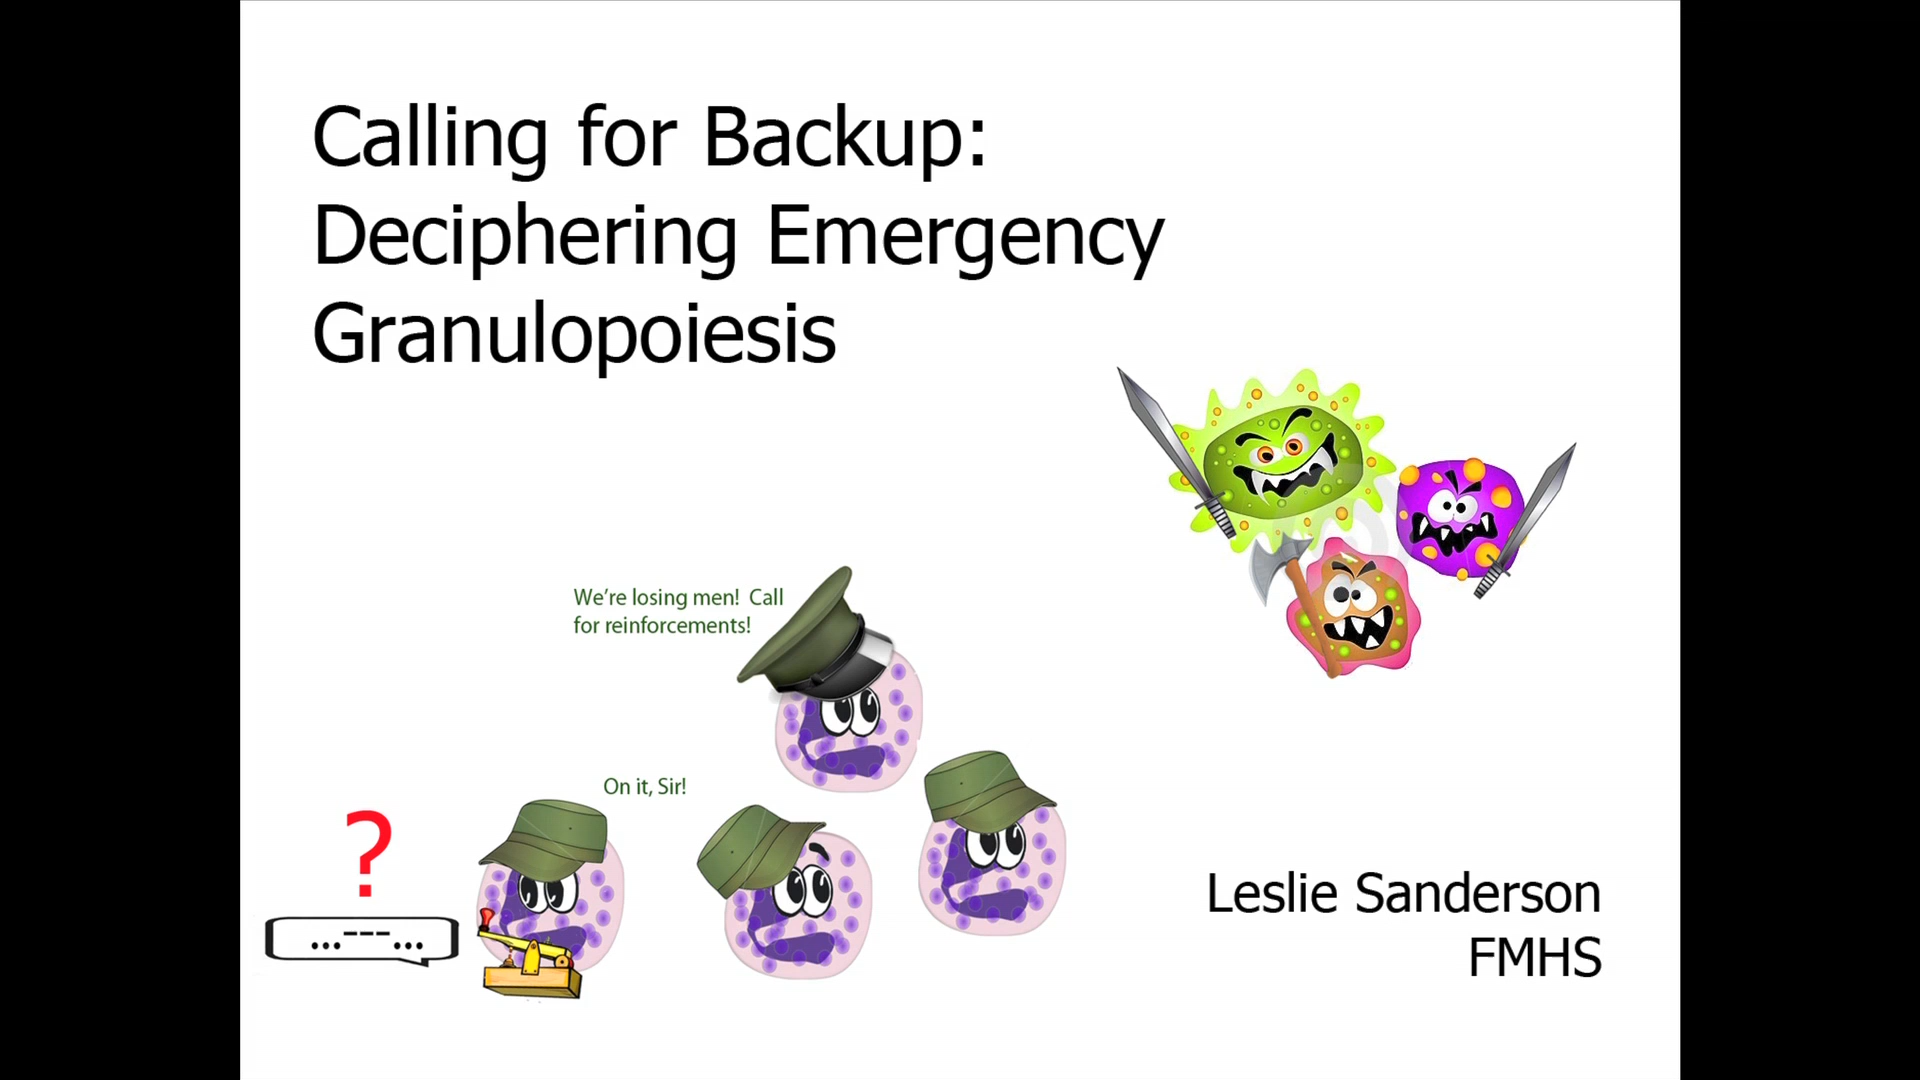 Calling for Backup:
Deciphering Emergency
Granulopoiesis
We're losing men!  Call
for reinforcements!
On it, Sir!
?
...---...
Leslie Sanderson
FMHS